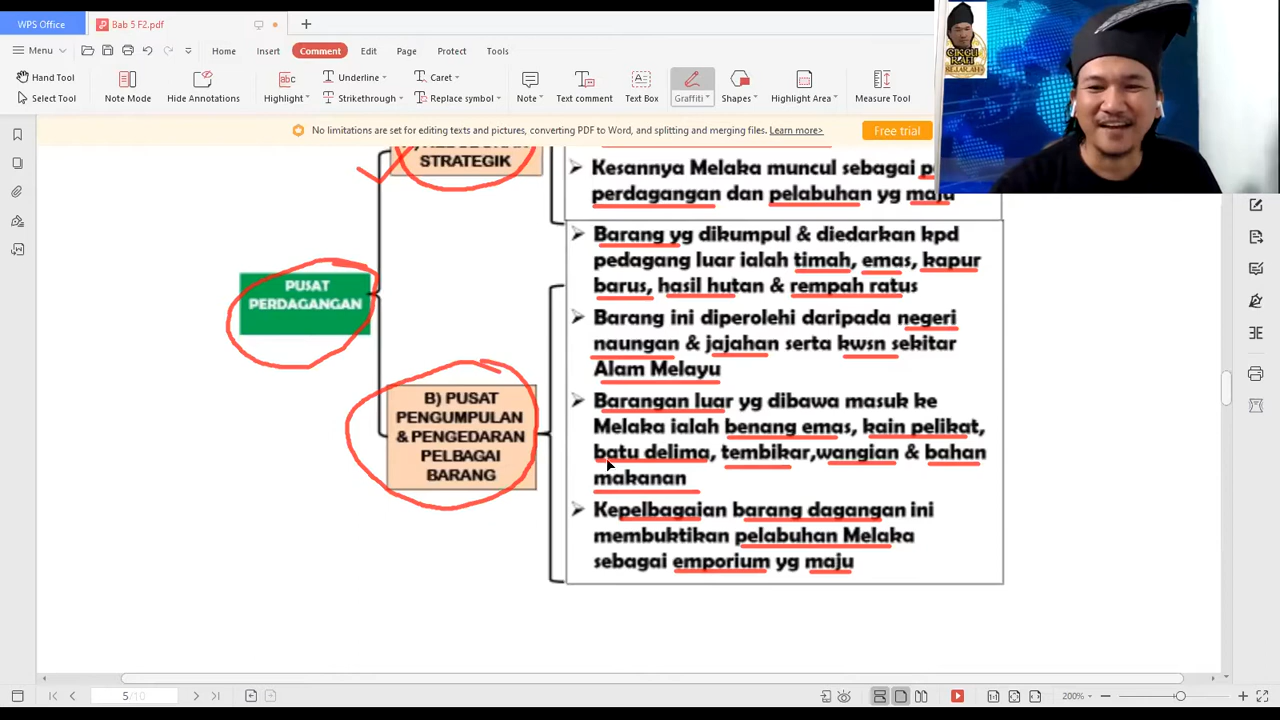 WPS Office
Bab 5 F2.pdf
Menu
Home
Insert
Comment
Edit
Page
Protect
Tools
Hand Tool
Select Tool
Note Mode
Hide Annotations
Highlight
Underline
Strikethrough
Caret
Replace symbol
Note
Text comment
Text Box
Graffiti
Shapes
Highlight Area
Measure Tool
No limitations are set for editing texts and pictures, converting PDF to Word, and splitting and merging files. Learn more>
Free trial
CIKGU
RAFI
SEJARAH
STRATEGIK
Kesannya Melaka muncul sebagai
perdagangan dan pelabuhan yg maju
PUSAT
PERDAGANGAN
B) PUSAT
PENGUMPULAN
& PENGEDARAN
PELBAGAI
BARANG
Barang yg dikumpul & diedarkan kpd
pedagang luar ialah timah, emas, kapur
barus, hasil hutan & rempah ratus
Barang ini diperolehi daripada negeri
naungan & jajahan serta kwsn sekitar
Alam Melayu
Barangan luar yg dibawa masuk ke
Melaka ialah benang emas, kain pelikat,
batu delima, tembikar,wangian & bahan
makanan
Kepelbagaian barang dagangan ini
membuktikan pelabuhan Melaka
sebagai emporium yg maju
5/10
200%